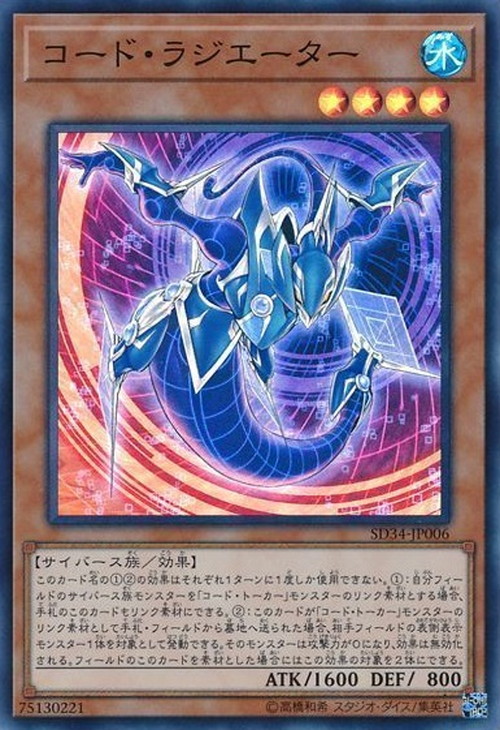 コード・ラジエーター
水
SD34-JP006
【サイバース族／効果】
このカード名の①②の効果はそれぞれ１ターンに１度しか使用できない。①：自分フィー
ルドのサイバース族モンスターを「コード・トーカー」モンスターのリンク素材とする場合、
手札のこのカードもリンク素材にできる。②：このカードが「コード・トーカー」モンスターの
リンク素材として手札・フィールドから墓地へ送られた場合、相手フィールドの表側表示
モンスター１体を対象として発動できる。そのモンスターは攻撃力が０になり、効果は無効化
される。フィールドのこのカードを素材とした場合にはこの効果の対象を２体にできる。
ATK/1600 DEF/ 800
75130221
©高橋和希 スタジオ・ダイス/集英社